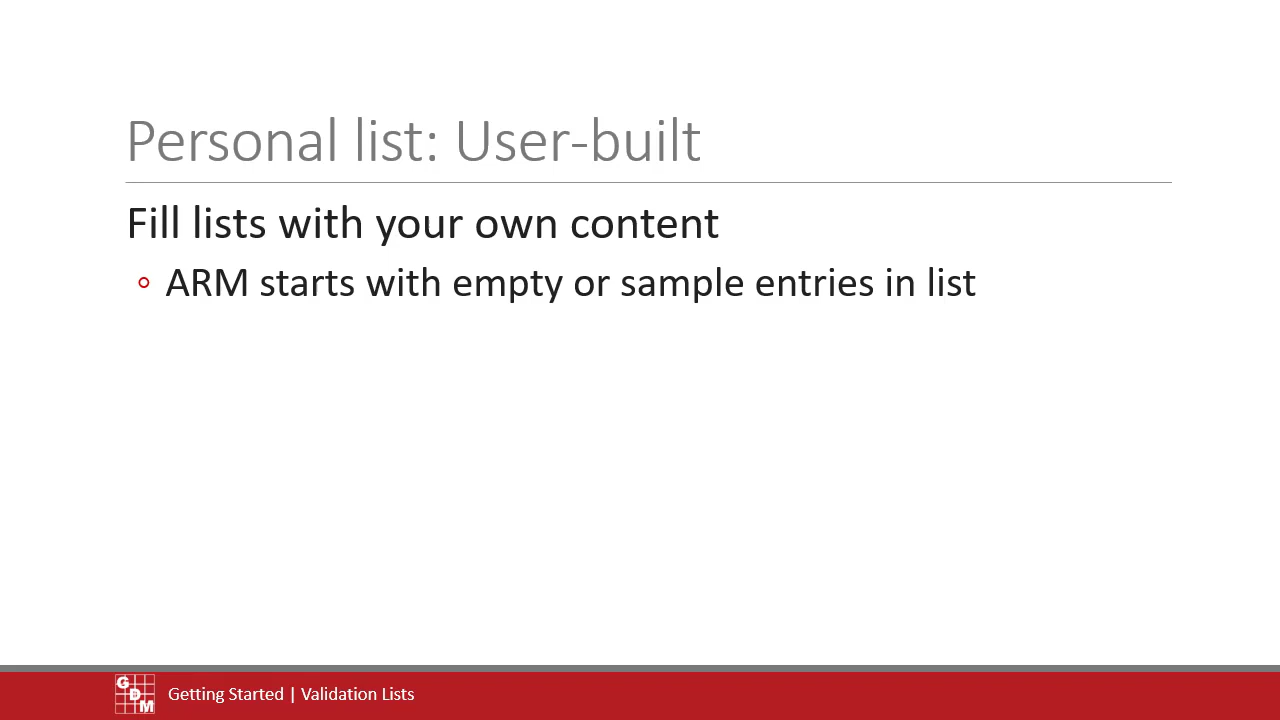 Personal list: User-built
Fill lists with your own content
ARM starts with empty or sample entries in list
GDM
Getting Started | Validation Lists